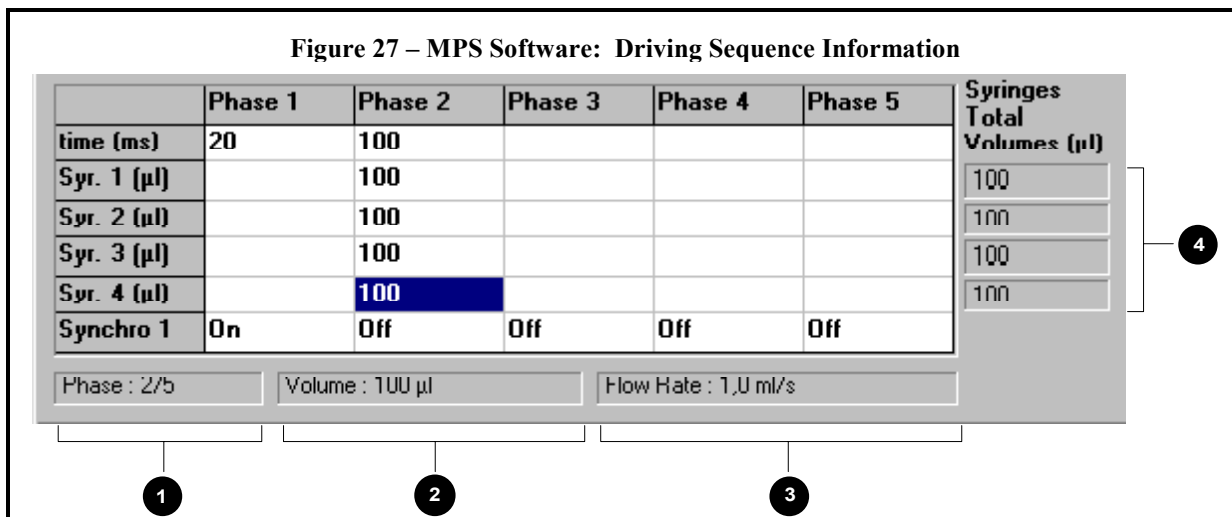 Figure 27 – MPS Software: Driving Sequence Information
Phase 1 Phase 2 Phase 3 Phase 4 Phase 5
Syringes
Total
Volumes (µl)
time (ms) 20 100
Syr. 1 (µl) 100 100
Syr. 2 (µl) 100 100
Syr. 3 (µl) 100 100
Syr. 4 (µl) 100 100
Synchro 1 On Off Off Off Off
4
Phase : 2/5 Volume : 100 µl Flow Rate : 1,0 ml/s
1 2 3